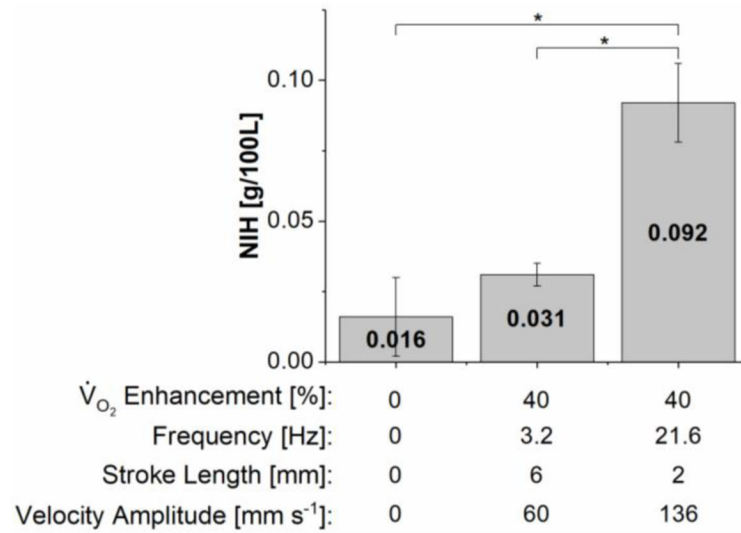 *
*
NIH [g/100L]
0.10
0.05
0.00
0.016
0.031
0.092
V̇O₂ Enhancement [%]: 0 40 40
Frequency [Hz]: 0 3.2 21.6
Stroke Length [mm]: 0 6 2
Velocity Amplitude [mm s⁻¹]: 0 60 136